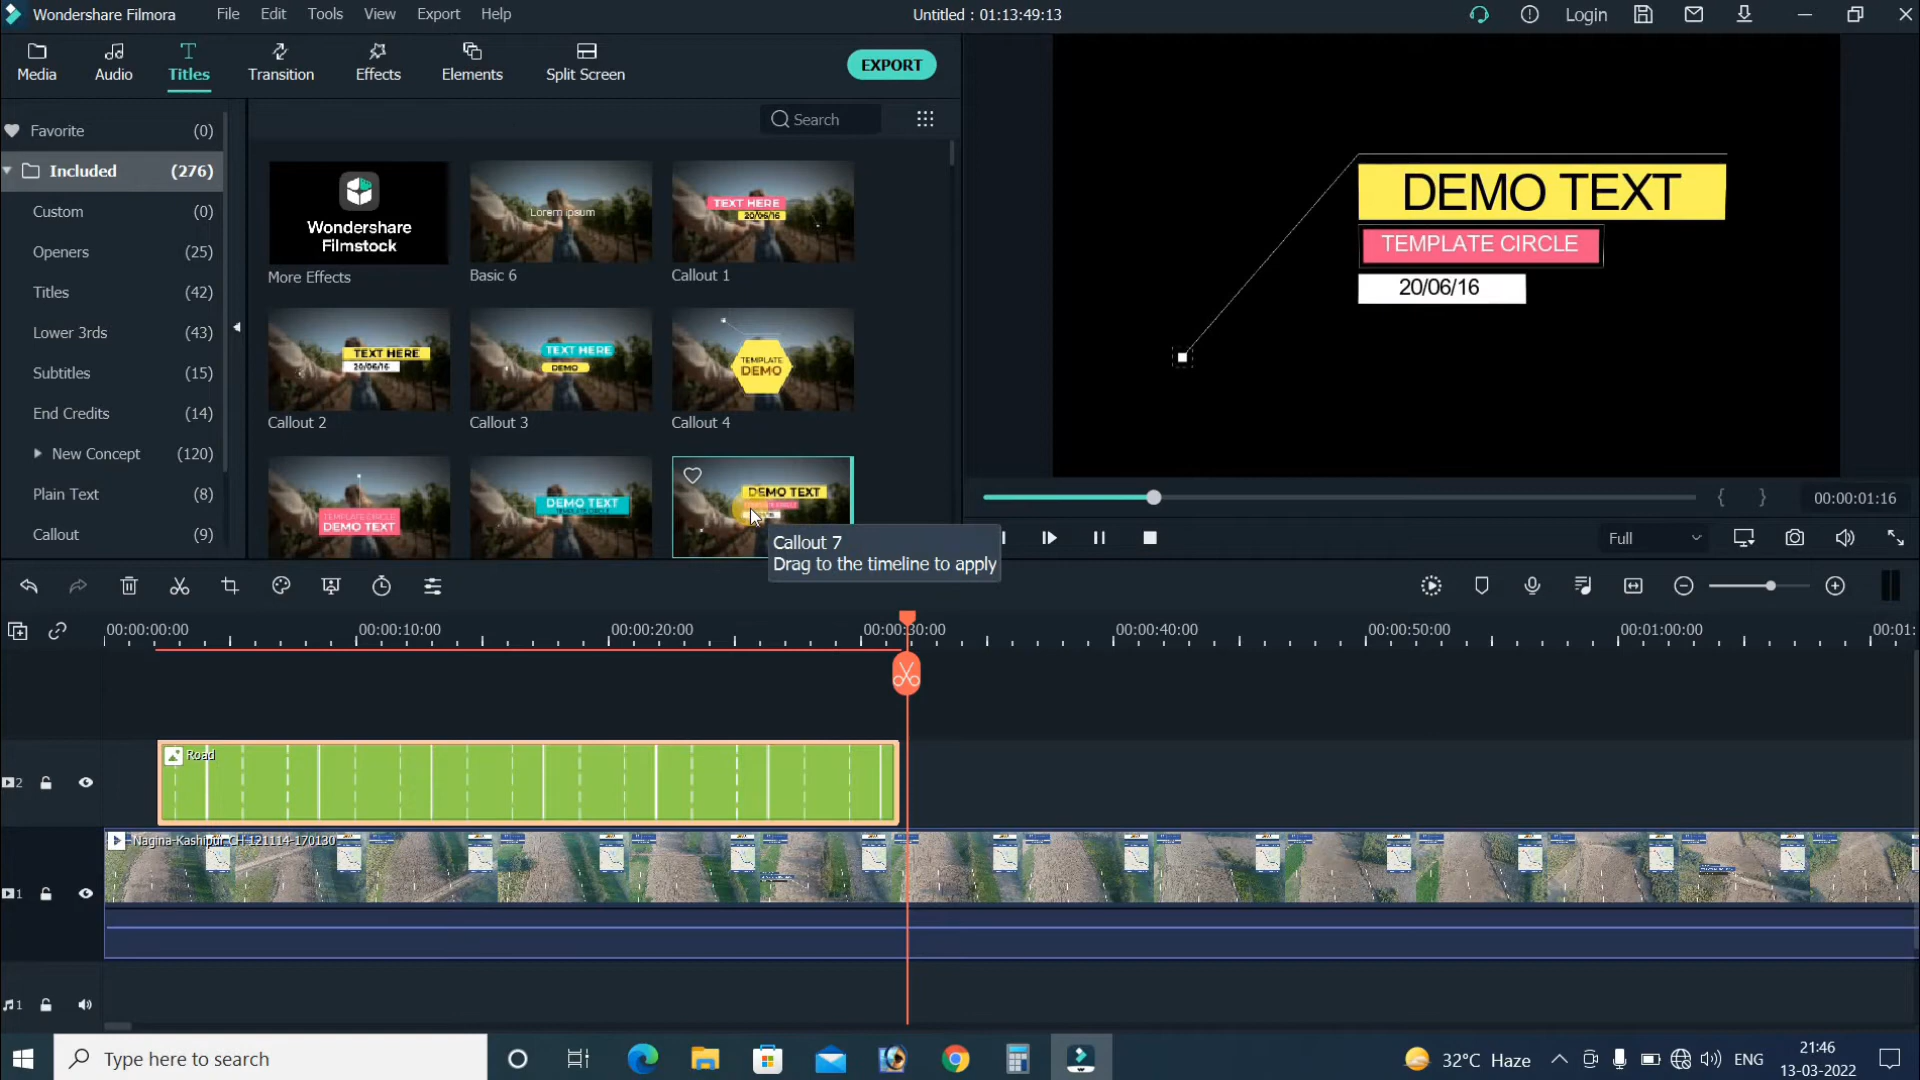 Wondershare Filmora
File Edit Tools View Export Help
Untitled : 01:13:49:13
Login
Media Audio Titles Transition Effects Elements Split Screen
EXPORT
Search
Favorite (0)
Included (276)
Custom (0)
Openers (25)
Titles (42)
Lower 3rds (43)
Subtitles (15)
End Credits (14)
New Concept (120)
Plain Text (8)
Callout (9)
Wondershare
Filmstock
More Effects
Lorem ipsum
Basic 6
TEXT HERE
20/06/16
Callout 1
TEXT HERE
20/06/16
Callout 2
TEXT HERE
DEMO
Callout 3
TEMPLATE
DEMO
Callout 4
TEMPLATE CIRCLE
DEMO TEXT
DEMO TEXT
TEMPLATE CIRCLE
DEMO TEXT
Callout 7
Drag to the timeline to apply
DEMO TEXT
TEMPLATE CIRCLE
20/06/16
{ }
00:00:01:16
Full
00:00:00:00 00:00:10:00 00:00:20:00 00:00:30:00 00:00:40:00 00:00:50:00 00:01:00:00 00:01:
2
Road
1
Nagina-Kashipur CH 121114-170130
1
Type here to search
32°C Haze
ENG
21:46
13-03-2022